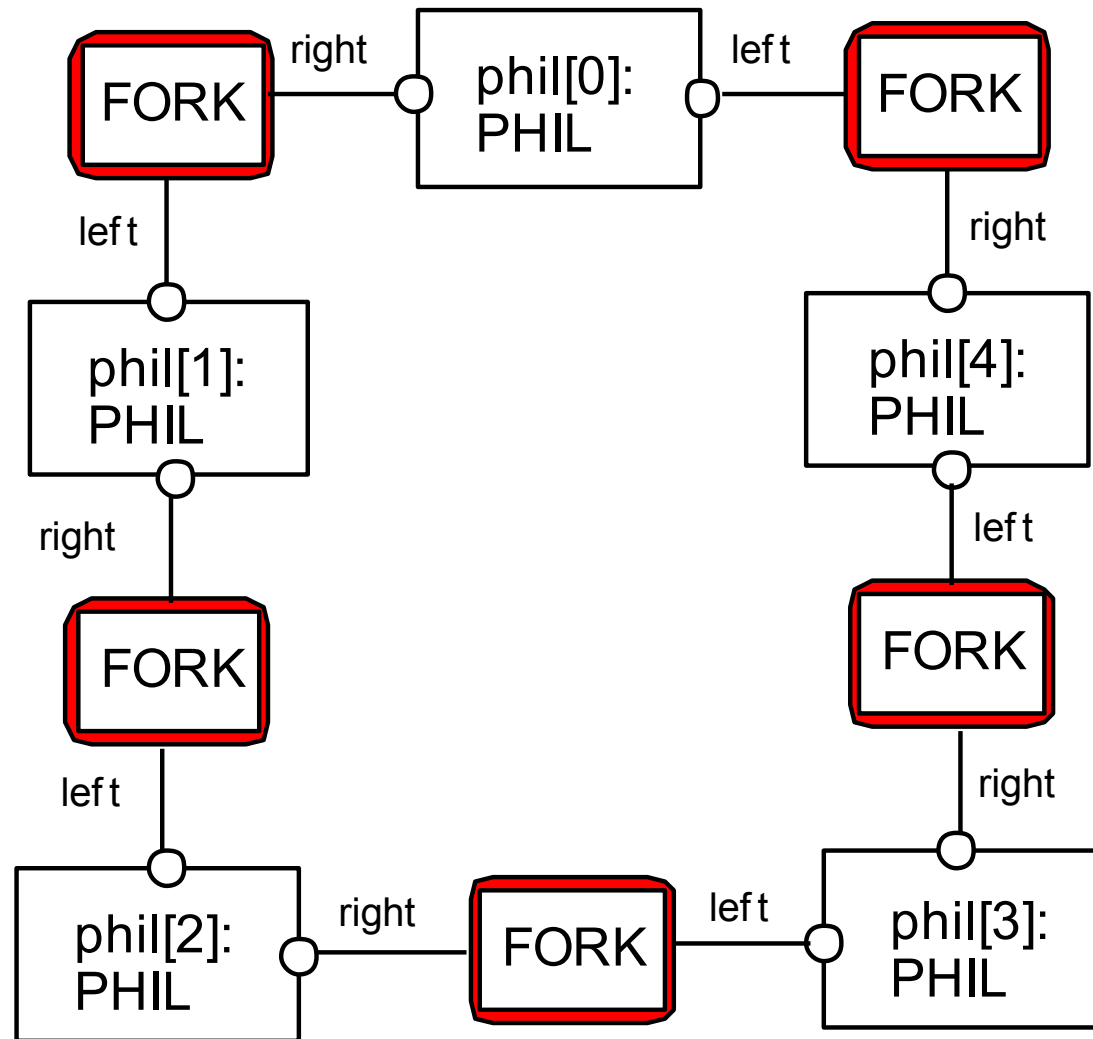 right
left
FORK
phil[0]:
PHIL
FORK
left
right
phil[1]:
PHIL
phil[4]:
PHIL
right
left
FORK
FORK
left
right
phil[2]:
PHIL
right
FORK
left
phil[3]:
PHIL